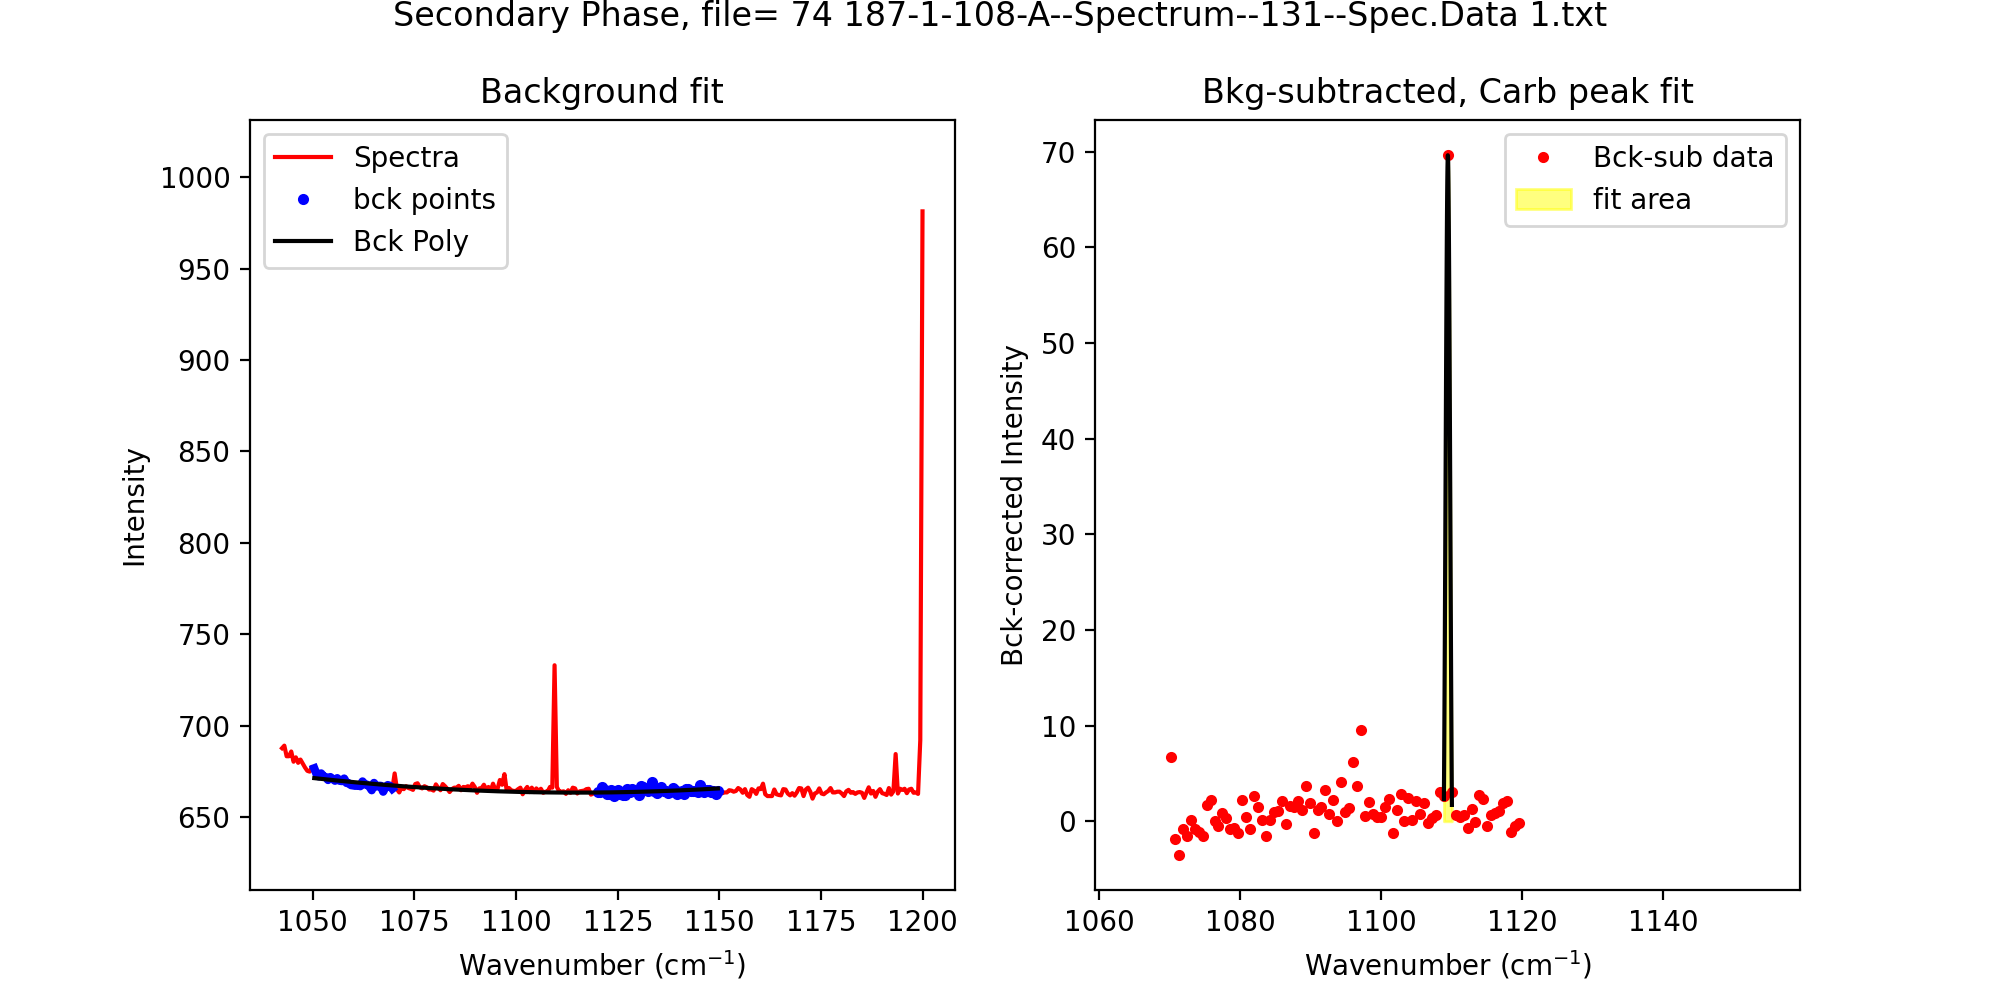 Secondary Phase, file= 74 187-1-108-A--Spectrum--131--Spec.Data 1.txt
Background fit
Spectra
bck points
Bck Poly
1000
950
900
850
800
750
700
650
Intensity
1050 1075 1100 1125 1150 1175 1200
Wavenumber (cm⁻¹)
Bkg-subtracted, Carb peak fit
Bck-sub data
fit area
70
60
50
40
30
20
10
0
Bck-corrected Intensity
1060 1080 1100 1120 1140
Wavenumber (cm⁻¹)